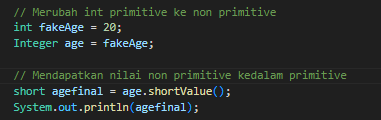 // Merubah int primitive ke non primitive
int fakeAge = 20;
Integer age = fakeAge;
// Mendapatkan nilai non primitive kedalam primitive
short agefinal = age.shortValue();
System.out.println(agefinal);